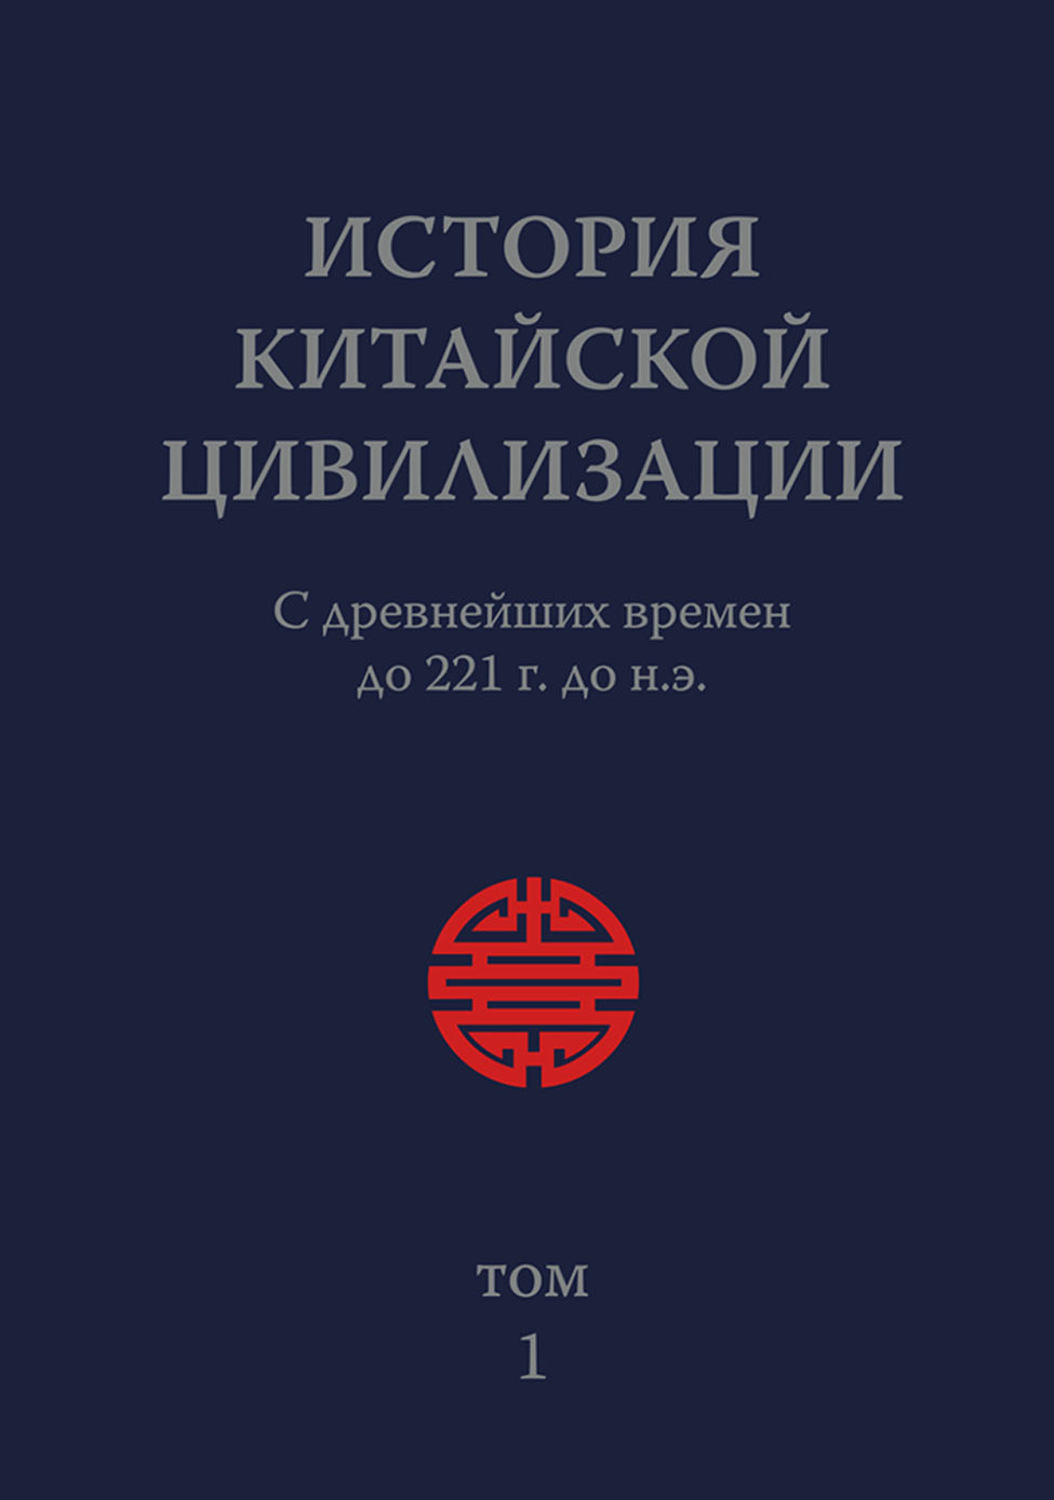 ИСТОРИЯ
КИТАЙСКОЙ
ЦИВИЛИЗАЦИИ
С древнейших времен
до 221 г. до н.э.
ТОМ
1